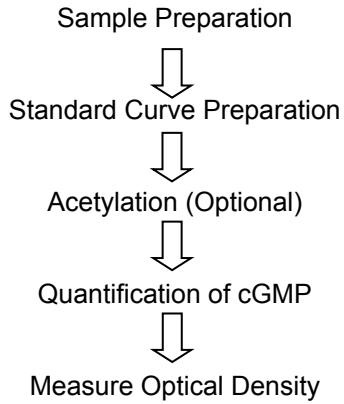 Sample Preparation
Standard Curve Preparation
Acetylation (Optional)
Quantification of cGMP
Measure Optical Density